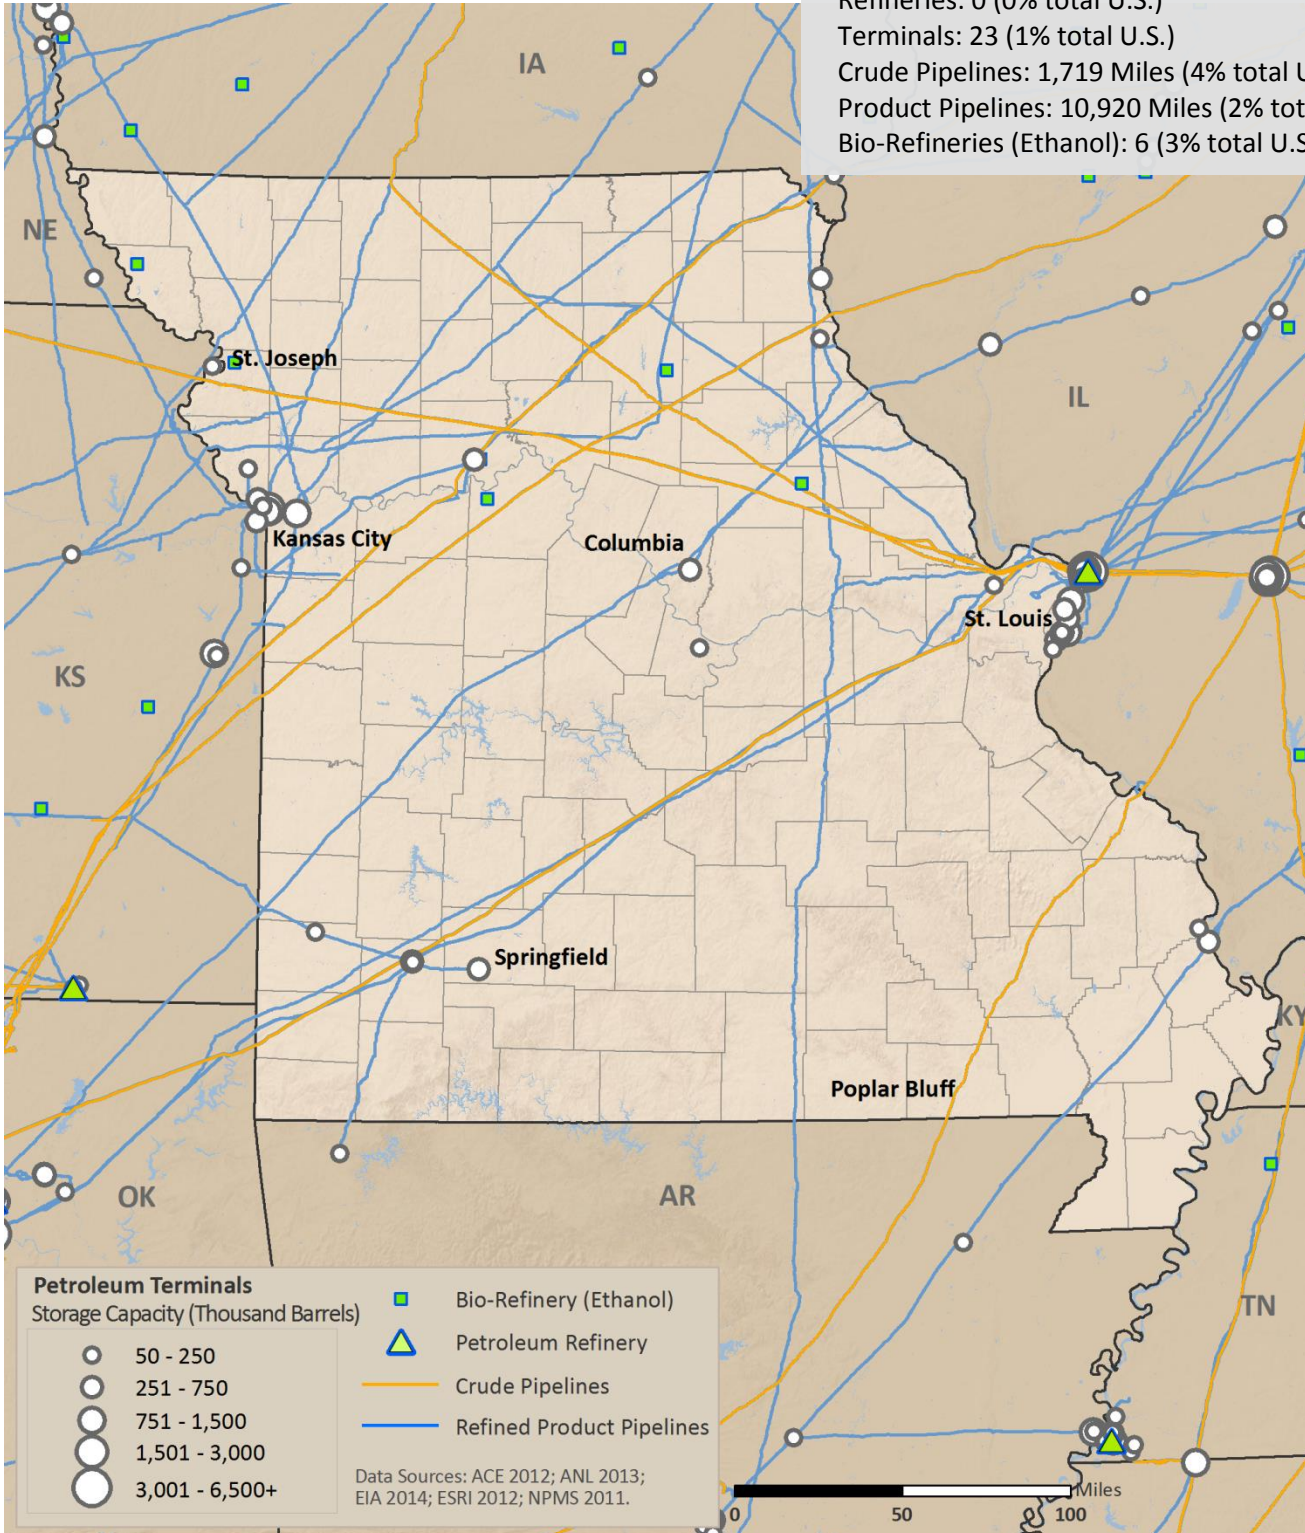 Refineries: 0 (0% total U.S.)
Terminals: 23 (1% total U.S.)
Crude Pipelines: 1,719 Miles (4% total U
Product Pipelines: 10,920 Miles (2% tot
Bio-Refineries (Ethanol): 6 (3% total U.S
IA
NE
St. Joseph
IL
Kansas City
Columbia
St. Louis
KS
Springfield
KY
Poplar Bluff
OK
AR
TN
Petroleum Terminals
Storage Capacity (Thousand Barrels)
50 - 250
251 - 750
751 - 1,500
1,501 - 3,000
3,001 - 6,500+
Bio-Refinery (Ethanol)
Petroleum Refinery
Crude Pipelines
Refined Product Pipelines
Data Sources: ACE 2012; ANL 2013;
EIA 2014; ESRI 2012; NPMS 2011.
Miles
0 50 100